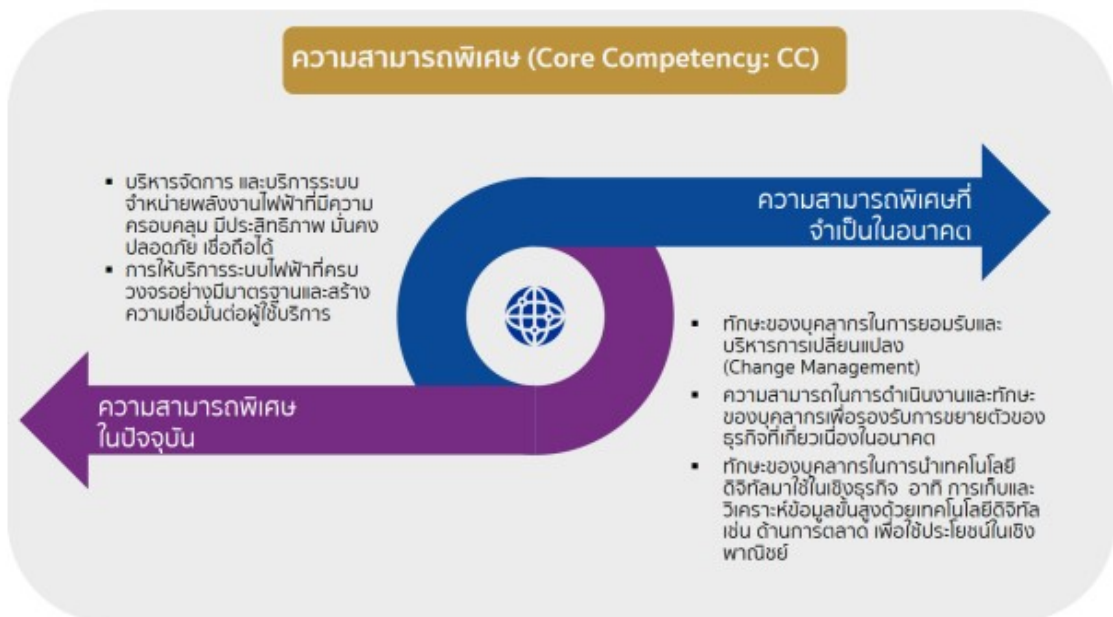 ความสามารถพิเศษ (Core Competency: CC)
▪ บริหารจัดการ และบริการระบบ
จำหน่ายพลังงานไฟฟ้าที่มีความ
ครอบคลุม มีประสิทธิภาพ มั่นคง
ปลอดภัย เชื่อถือได้
▪ การให้บริการระบบไฟฟ้าที่ครบ
วงจรอย่างมีมาตรฐานและสร้าง
ความเชื่อมั่นต่อผู้ใช้บริการ
ความสามารถพิเศษ
ในปัจจุบัน
ความสามารถพิเศษที่
จำเป็นในอนาคต
▪ ทักษะของบุคลากรในการยอมรับและ
บริหารการเปลี่ยนแปลง
(Change Management)
▪ ความสามารถในการดำเนินงานและทักษะ
ของบุคลากรเพื่อรองรับการขยายตัวของ
ธุรกิจที่เกี่ยวเนื่องในอนาคต
▪ ทักษะของบุคลากรในการนำเทคโนโลยี
ดิจิทัลมาใช้ในเชิงธุรกิจ อาทิ การเก็บและ
วิเคราะห์ข้อมูลขั้นสูงด้วยเทคโนโลยีดิจิทัล
เช่น ด้านการตลาด เพื่อใช้ประโยชน์ในเชิง
พาณิชย์